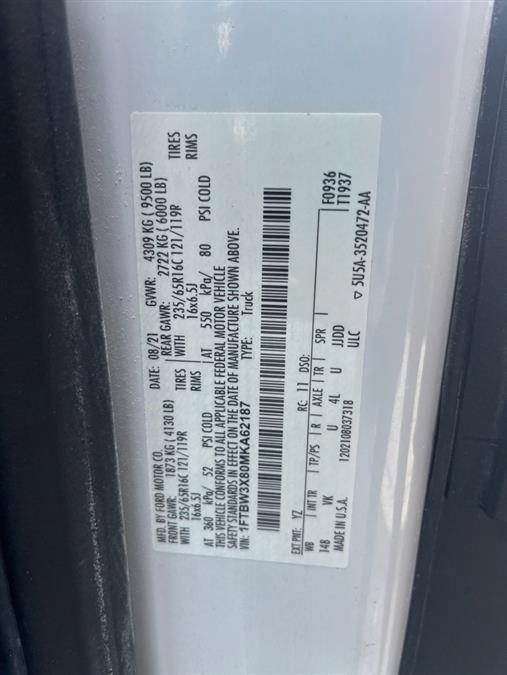 MFD. BY FORD MOTOR CO.
DATE: 08/21 GVWR: 4309 KG ( 9500 LB)
FRONT GAWR: 1873 KG ( 4130 LB) REAR GAWR: 2722 KG ( 6000 LB)
WITH 235/65R16C 121/119R TIRES WITH 235/65R16C 121/119R TIRES
16x6.5J RIMS 16x6.5J RIMS
AT 360 kPa/ 52 PSI COLD AT 550 kPa/ 80 PSI COLD
THIS VEHICLE CONFORMS TO ALL APPLICABLE FEDERAL MOTOR VEHICLE
SAFETY STANDARDS IN EFFECT ON THE DATE OF MANUFACTURE SHOWN ABOVE.
VIN: 1FTBW3X80MKA62187 TYPE: Truck
EXT PNT: YZ RC: 11 DSO: F0936
WB INT TR TP/PS R AXLE TR SPR T1937
148 VK U 4L U JJDD
MADE IN U.S.A. 1202108037318 ULC
▽ 5U5A-3520472-AA